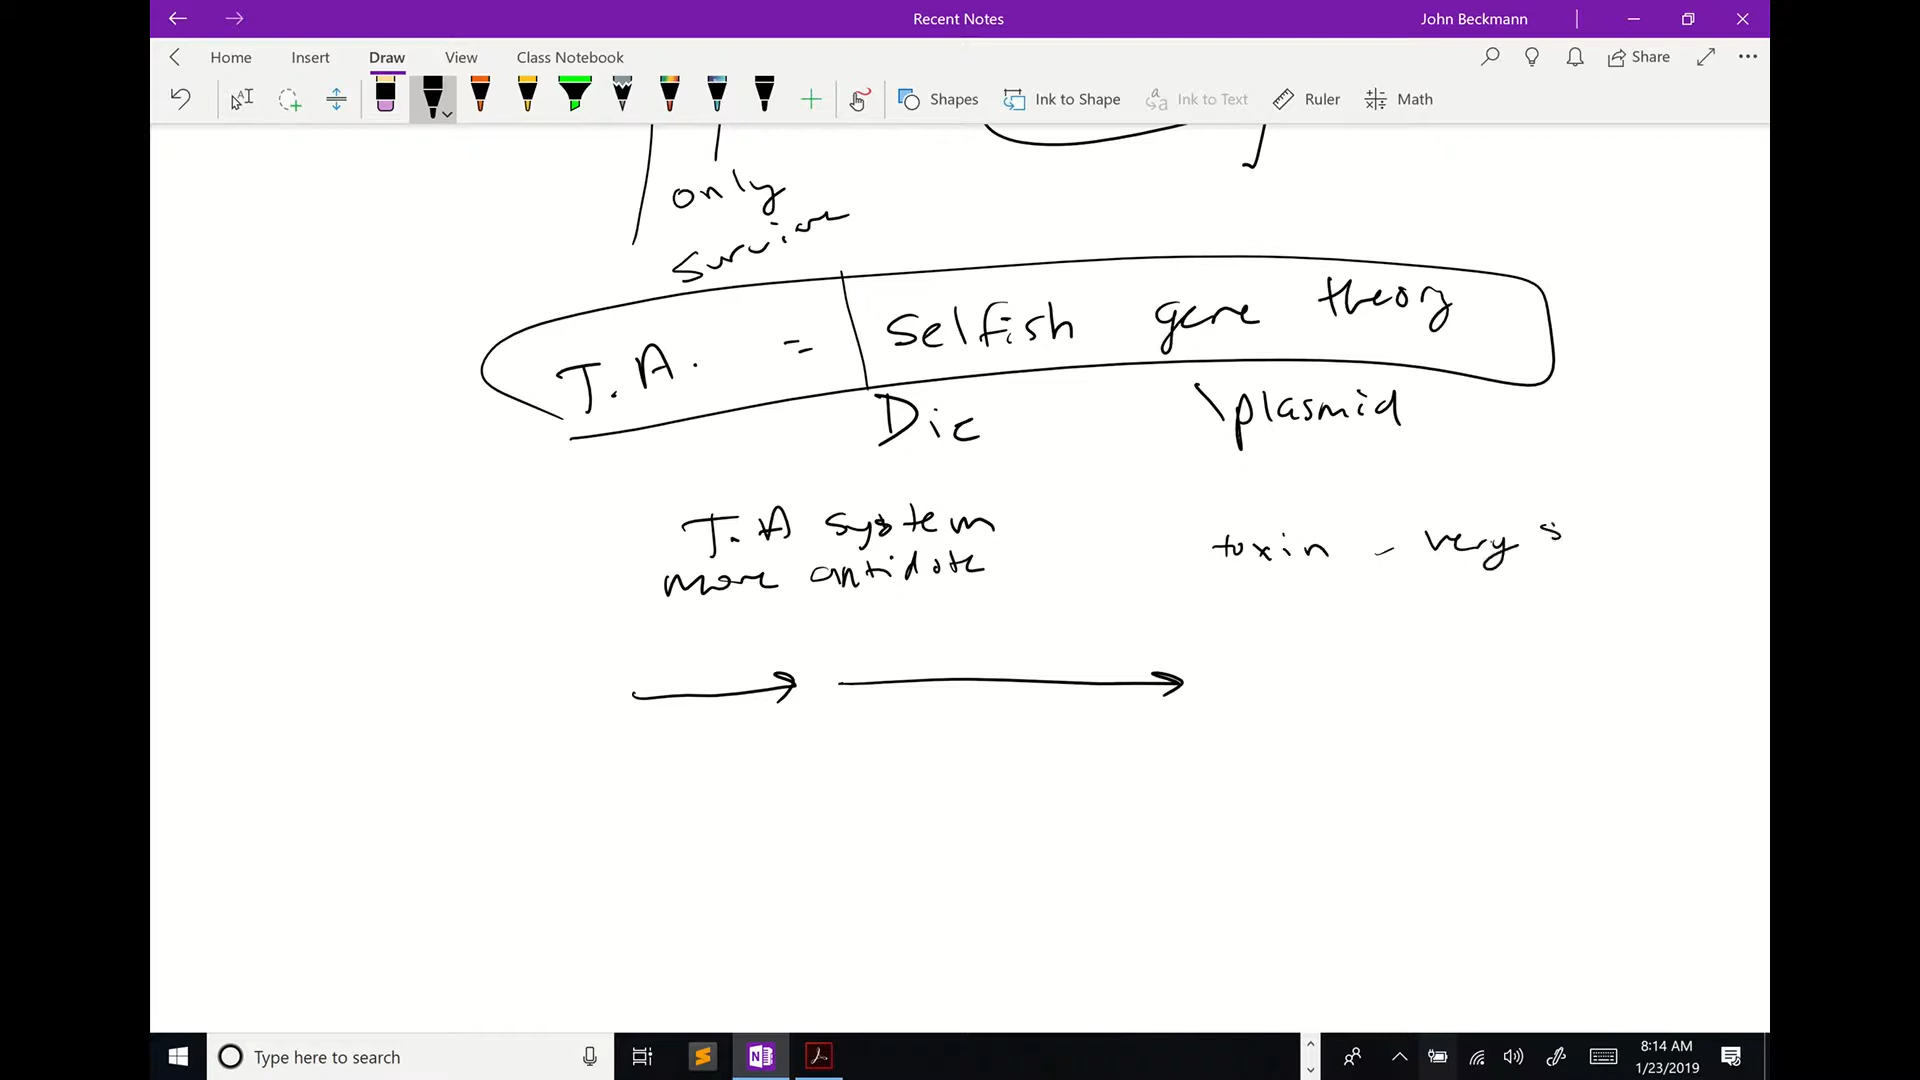 Recent Notes
John Beckmann
Home Insert Draw View Class Notebook
Share
Shapes Ink to Shape Ink to Text Ruler Math
only
survive
T.A. = Selfish gene theory
Die \plasmid
T.A system
more antidote
toxin - very s
Type here to search
8:14 AM
1/23/2019